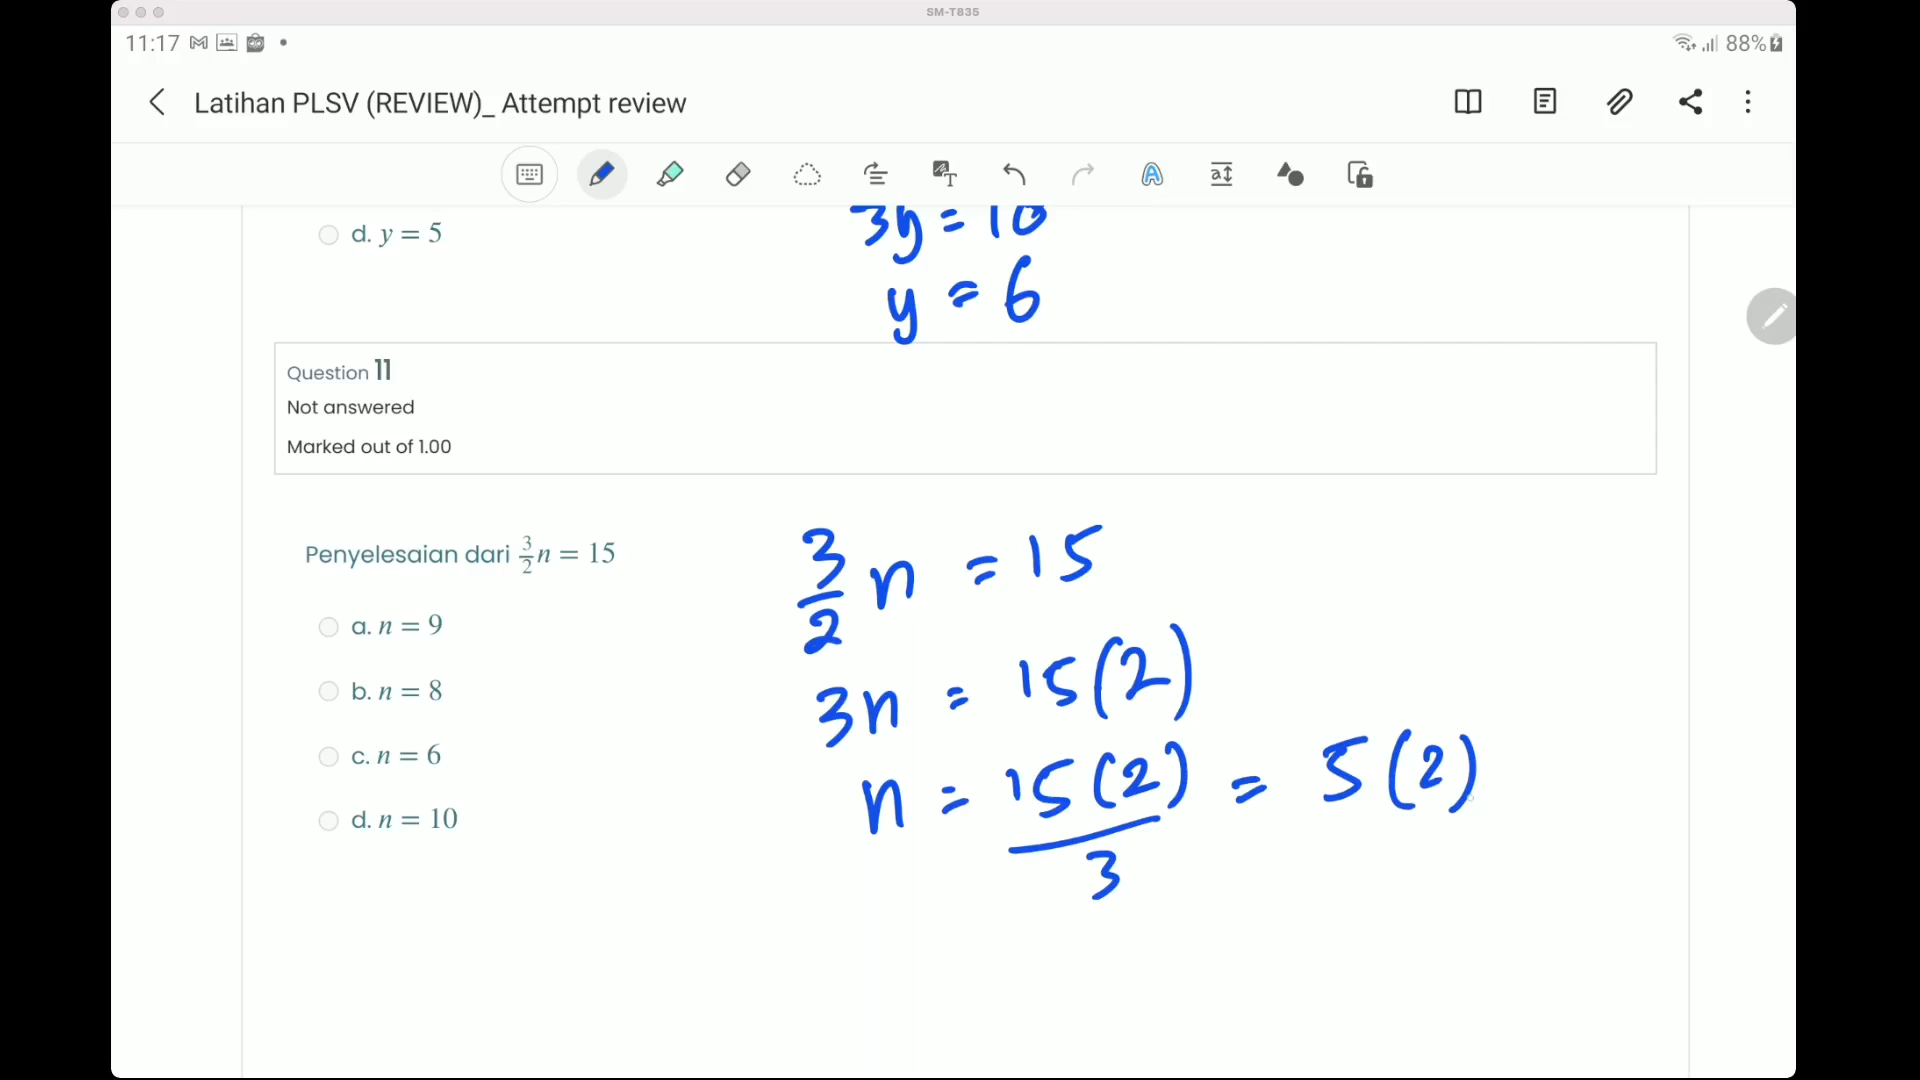 SM-T835
11:17
88%
Latihan PLSV (REVIEW)_ Attempt review
d. y = 5
3y = 18
y = 6
Question 11
Not answered
Marked out of 1.00
Penyelesaian dari 3/2 n = 15
a. n = 9
b. n = 8
c. n = 6
d. n = 10
3/2 n = 15
3n = 15(2)
n = 15(2)/3 = 5(2)